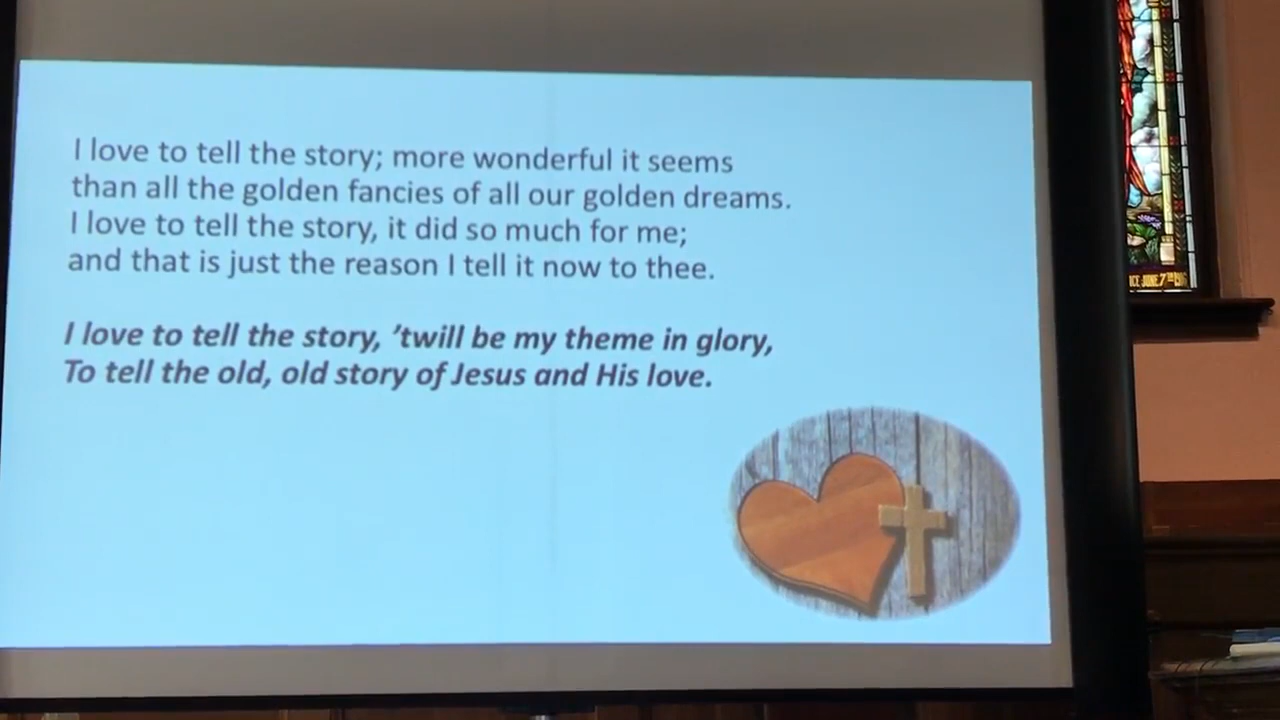 I love to tell the story; more wonderful it seems
than all the golden fancies of all our golden dreams.
I love to tell the story, it did so much for me;
and that is just the reason I tell it now to thee.
I love to tell the story, ’twill be my theme in glory,
To tell the old, old story of Jesus and His love.
JUNE 7TH